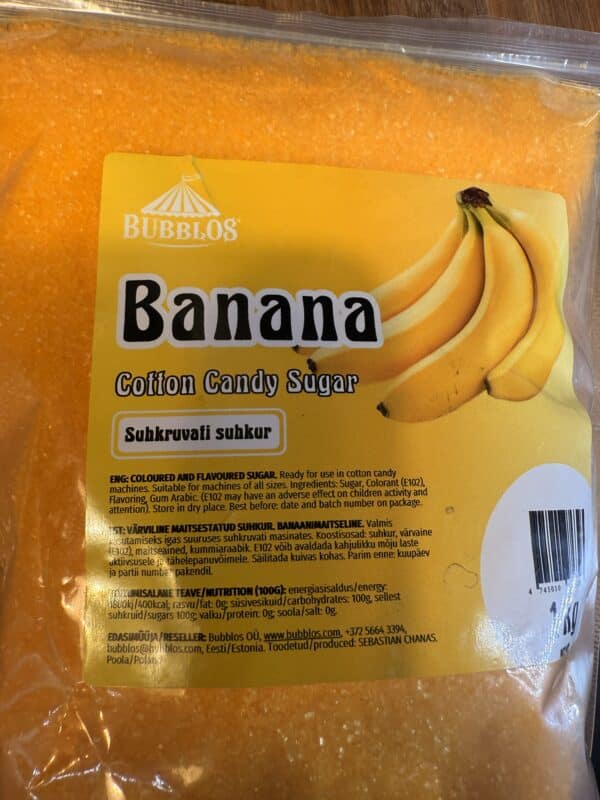 BUBBLOS
Banana
Cotton Candy Sugar
Suhkruvati suhkur
ENG: COLOURED AND FLAVOURED SUGAR. Ready for use in cotton candy
machines. Suitable for machines of all sizes. Ingredients: Sugar, Colorant (E102),
Flavoring, Gum Arabic. (E102 may have an adverse effect on children activity and
attention). Store in dry place. Best before: date and batch number on package.
EST: VÄRVILINE MAITSESTATUD SUHKUR. BANAANIMAITSELINE. Valmis
kasutamiseks igas suuruses suhkruvati masinates. Koostisosad: suhkur, värvaine
(E102), maitseained, kummiaraabik. E102 võib avaldada kahjulikku mõju laste
aktiivsusele ja tähelepanuvõimele. Säilitada kuivas kohas. Parim enne: kuupäev
ja partii number pakendil.
TEAVE/NUTRITION (100G): energiasisaldus/energy:
400kcal; rasvu/fat: 0g; süsivesikuid/carbohydrates: 100g, sellest
suhkruid/sugars 100g; valku/protein: 0g; soola/salt: 0g.
EDASIMÜÜJA/RESELLER: Bubblos OÜ, www.bubblos.com, +372 5664 3394,
bubblos@bubblos.com, Eesti/Estonia. Toodetud/produced: SEBASTIAN CHANAS.
Poola/Poland
1 Kg